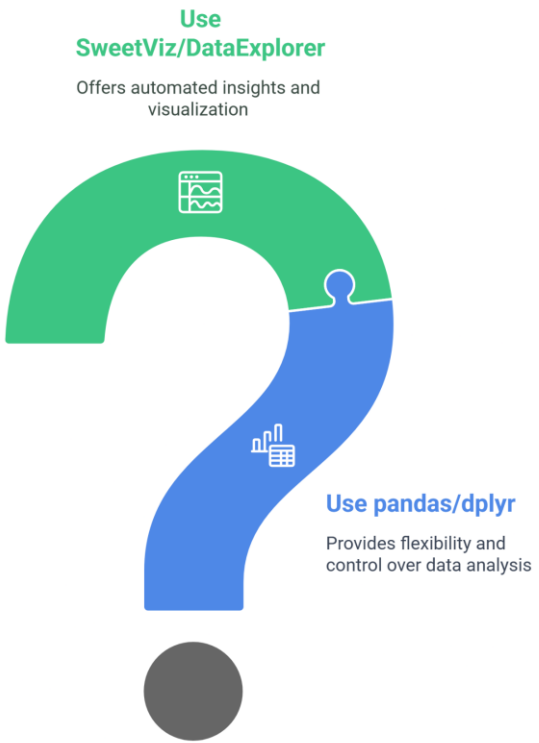 Use
SweetViz/DataExplorer
Offers automated insights and
visualization
Use pandas/dplyr
Provides flexibility and
control over data analysis